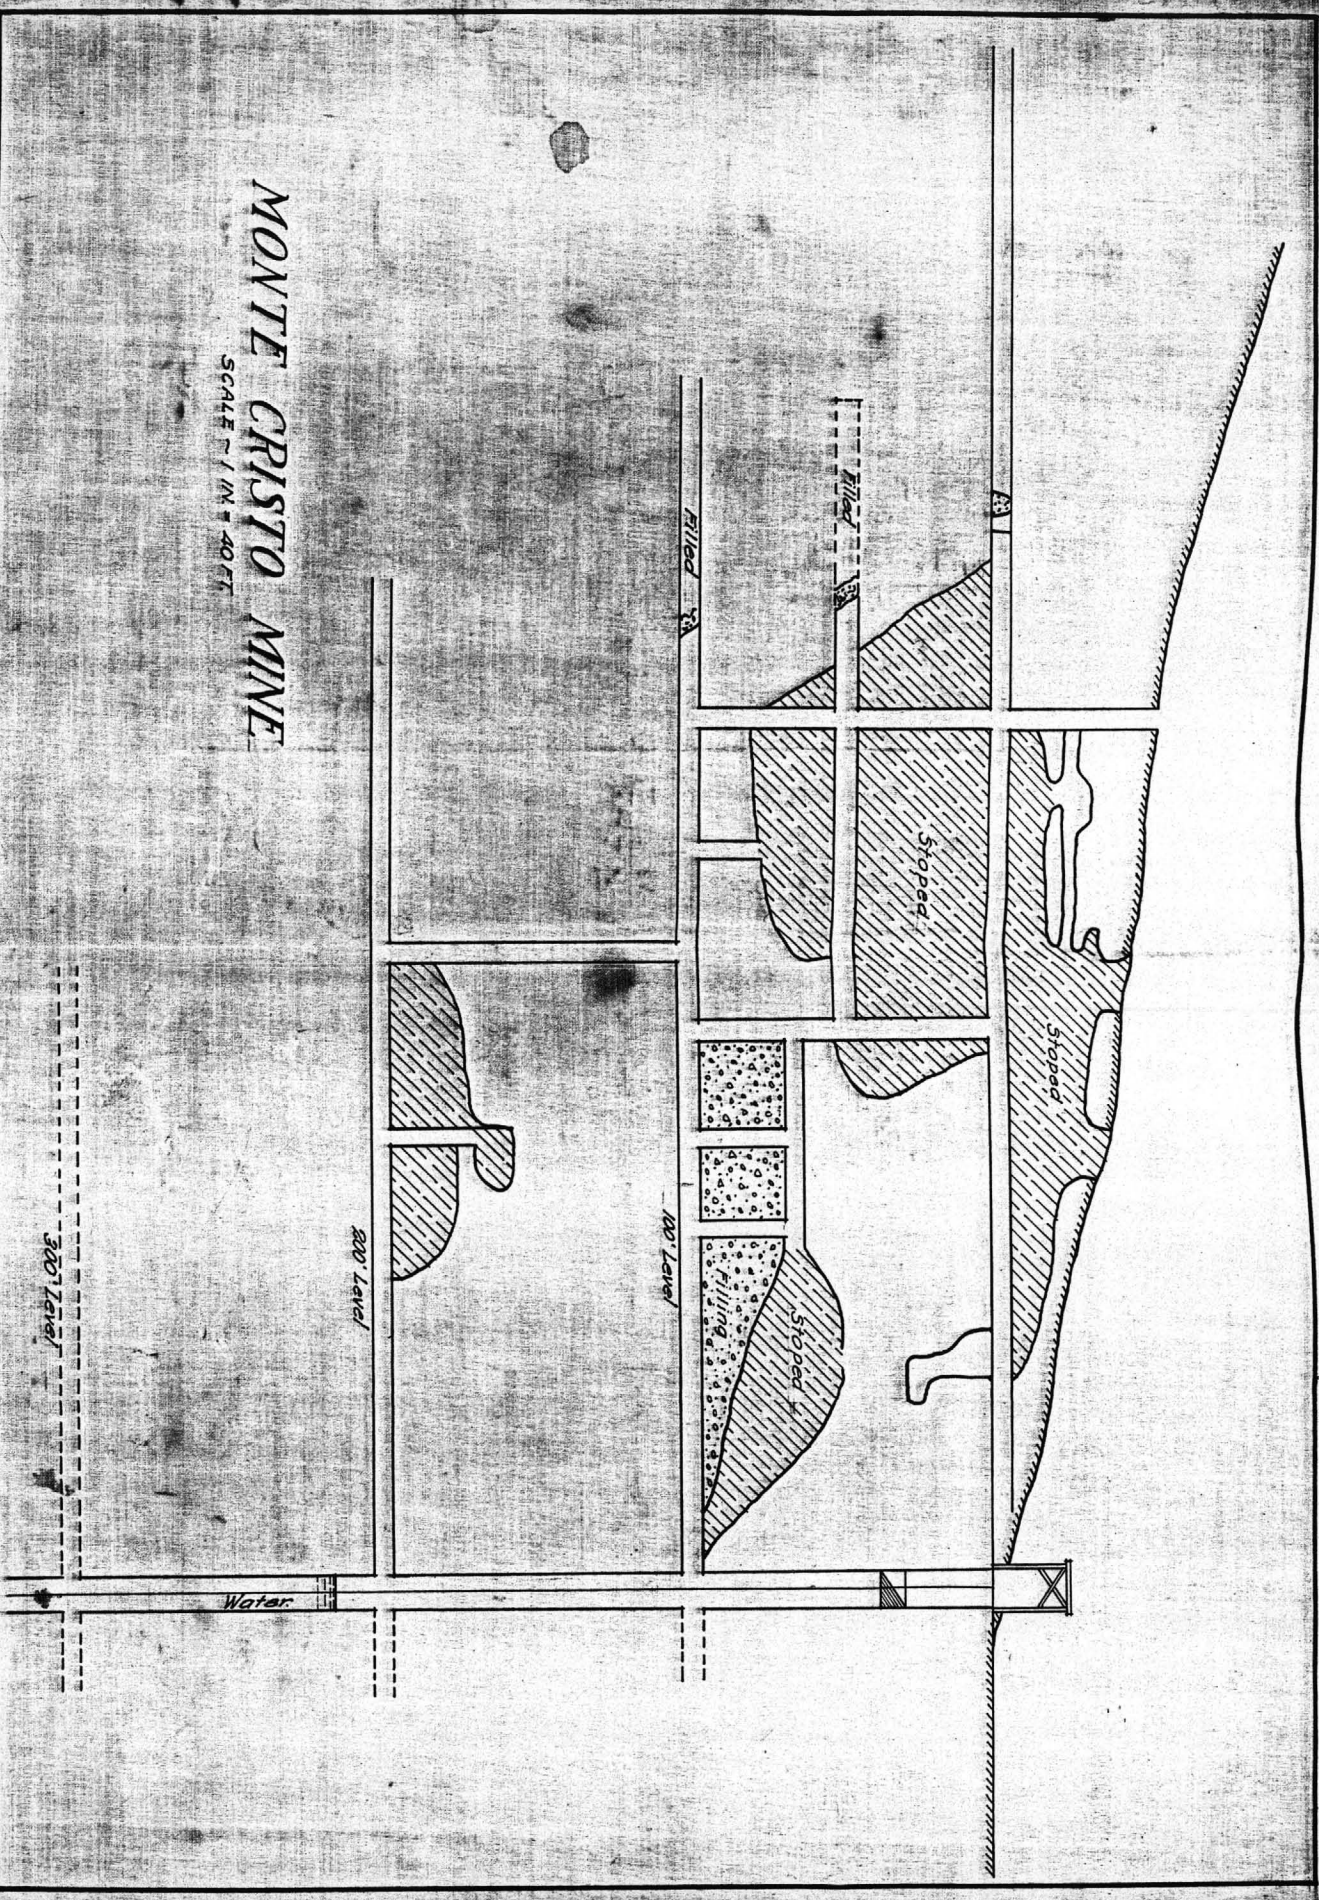 Stoped
Stoped
Filled
Filled
Stoped
Filling
100' Level
200' Level
Water
300' Level
MONTE CRISTO MINE
SCALE ~ 1 IN = 40 FT.